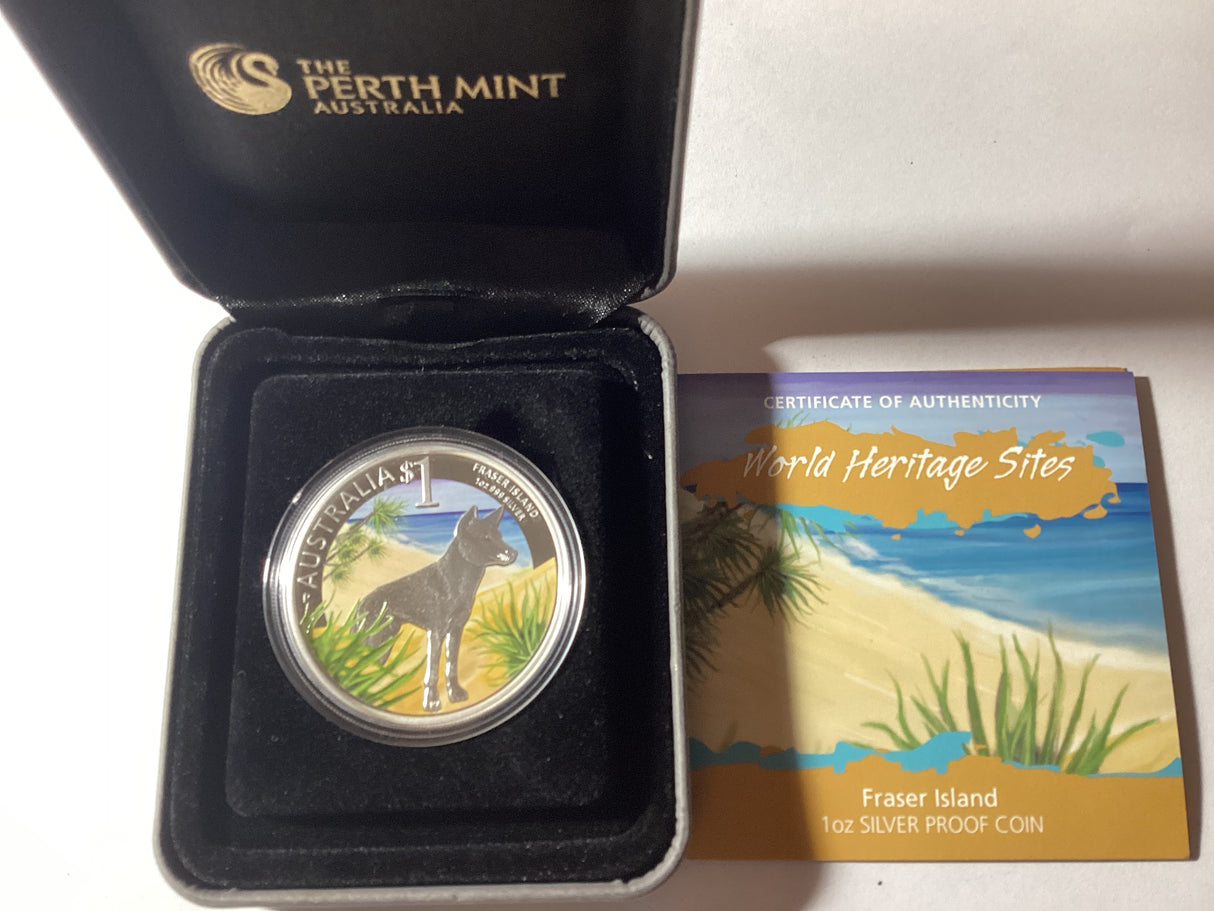 THE
PERTH MINT
AUSTRALIA
AUSTRALIA $1
FRASER ISLAND
1oz 999 SILVER
CERTIFICATE OF AUTHENTICITY
World Heritage Sites
Fraser Island
1oz SILVER PROOF COIN